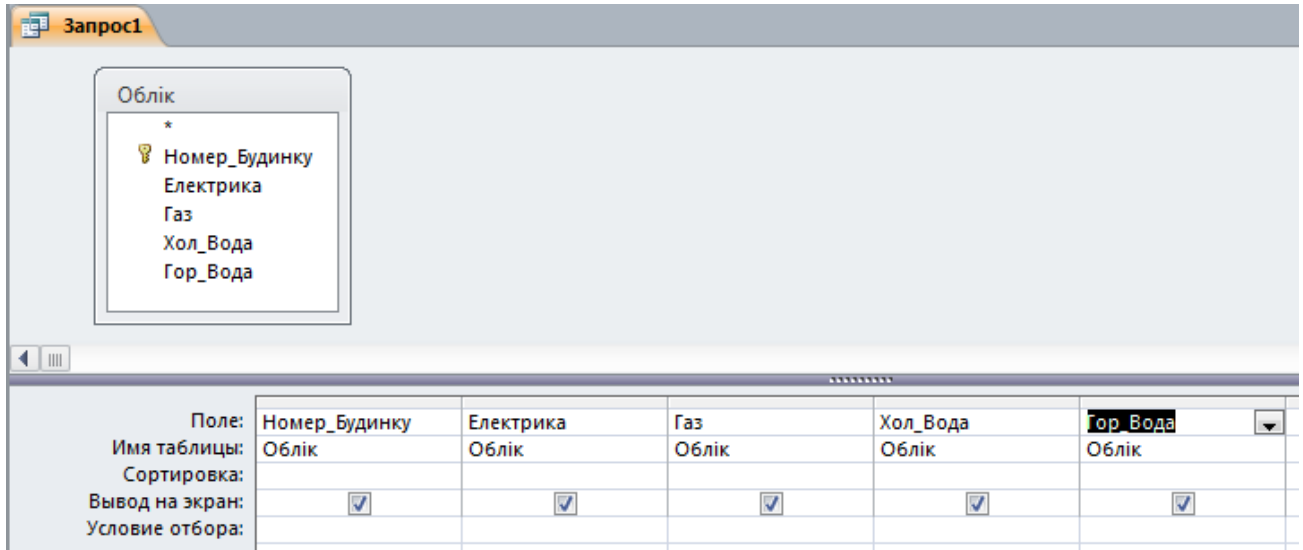 Запрос1
Облік
*
Номер_Будинку
Електрика
Газ
Хол_Вода
Гор_Вода
Поле: Номер_Будинку Електрика Газ Хол_Вода Гор_Вода
Имя таблицы: Облік Облік Облік Облік Облік
Сортировка:
Вывод на экран:
Условие отбора: